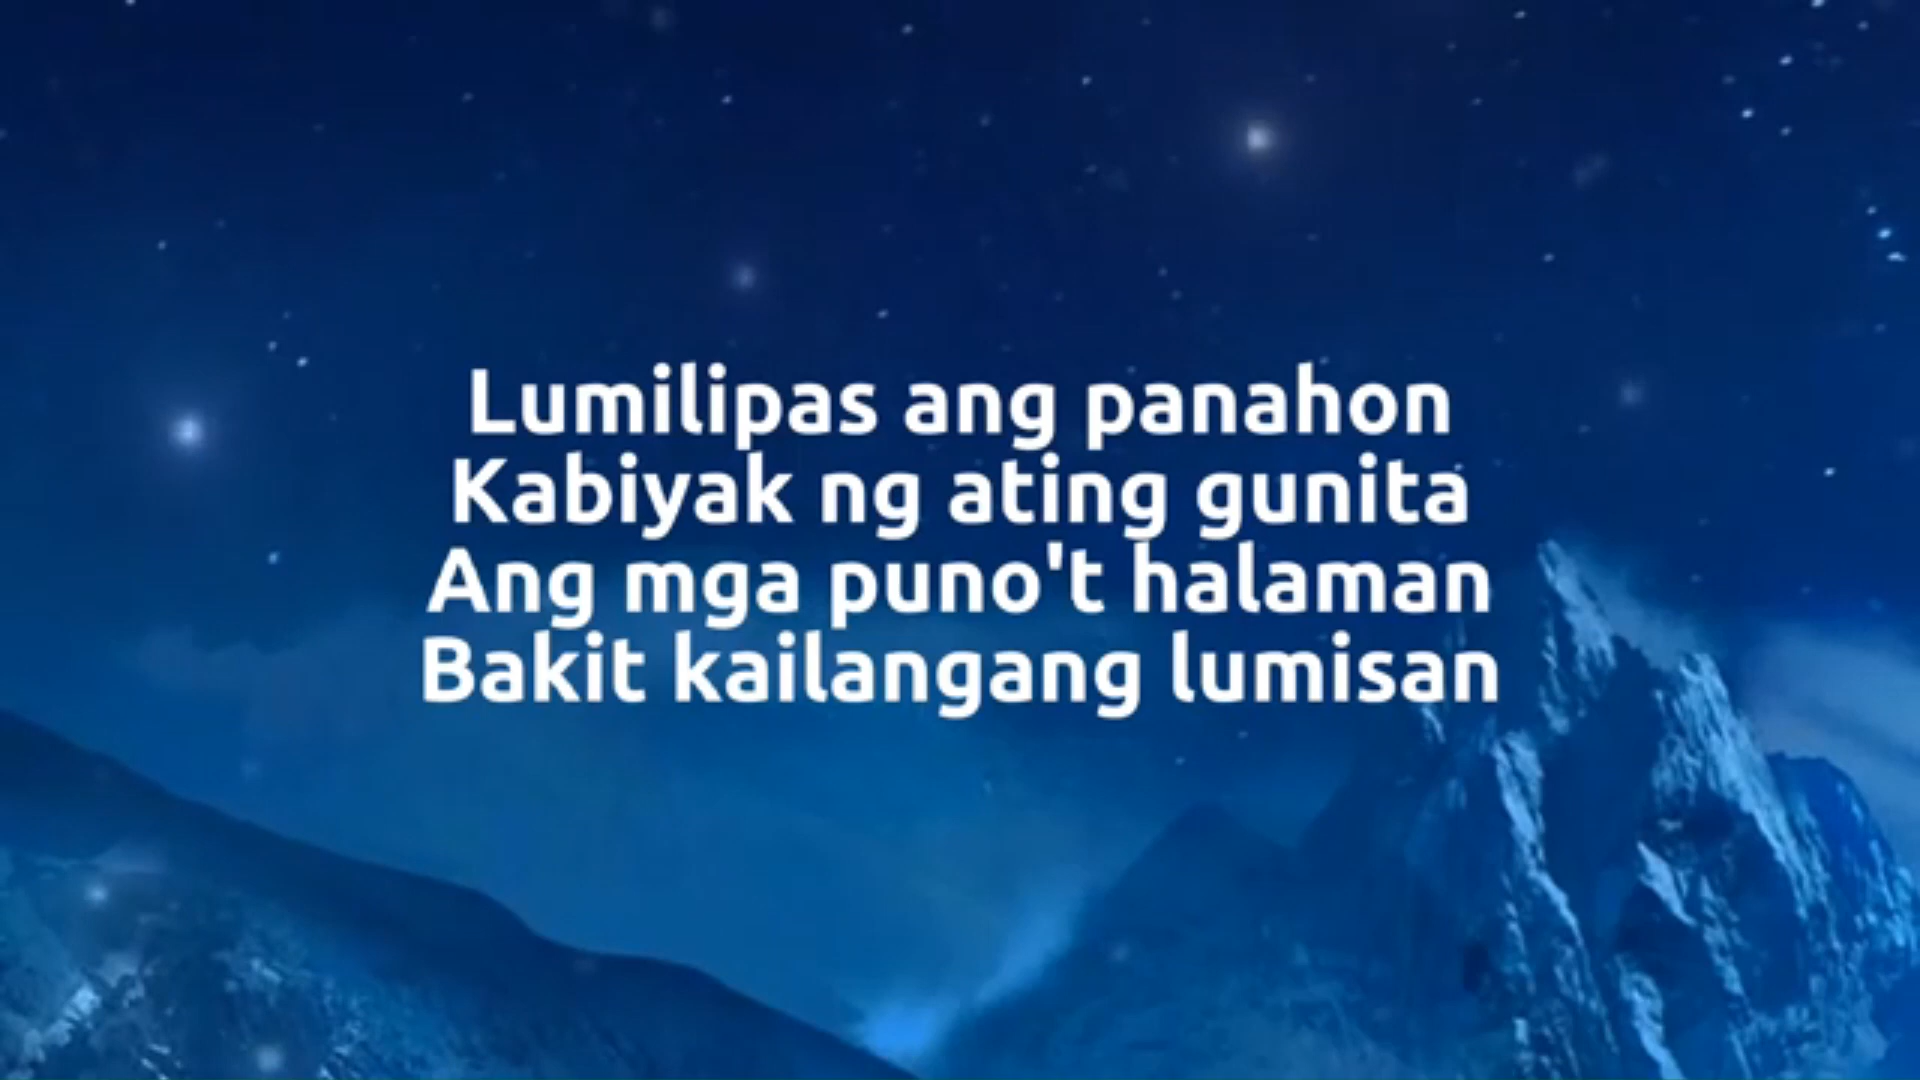 Lumilipas ang panahon
Kabiyak ng ating gunita
Ang mga puno't halaman
Bakit kailangang lumisan